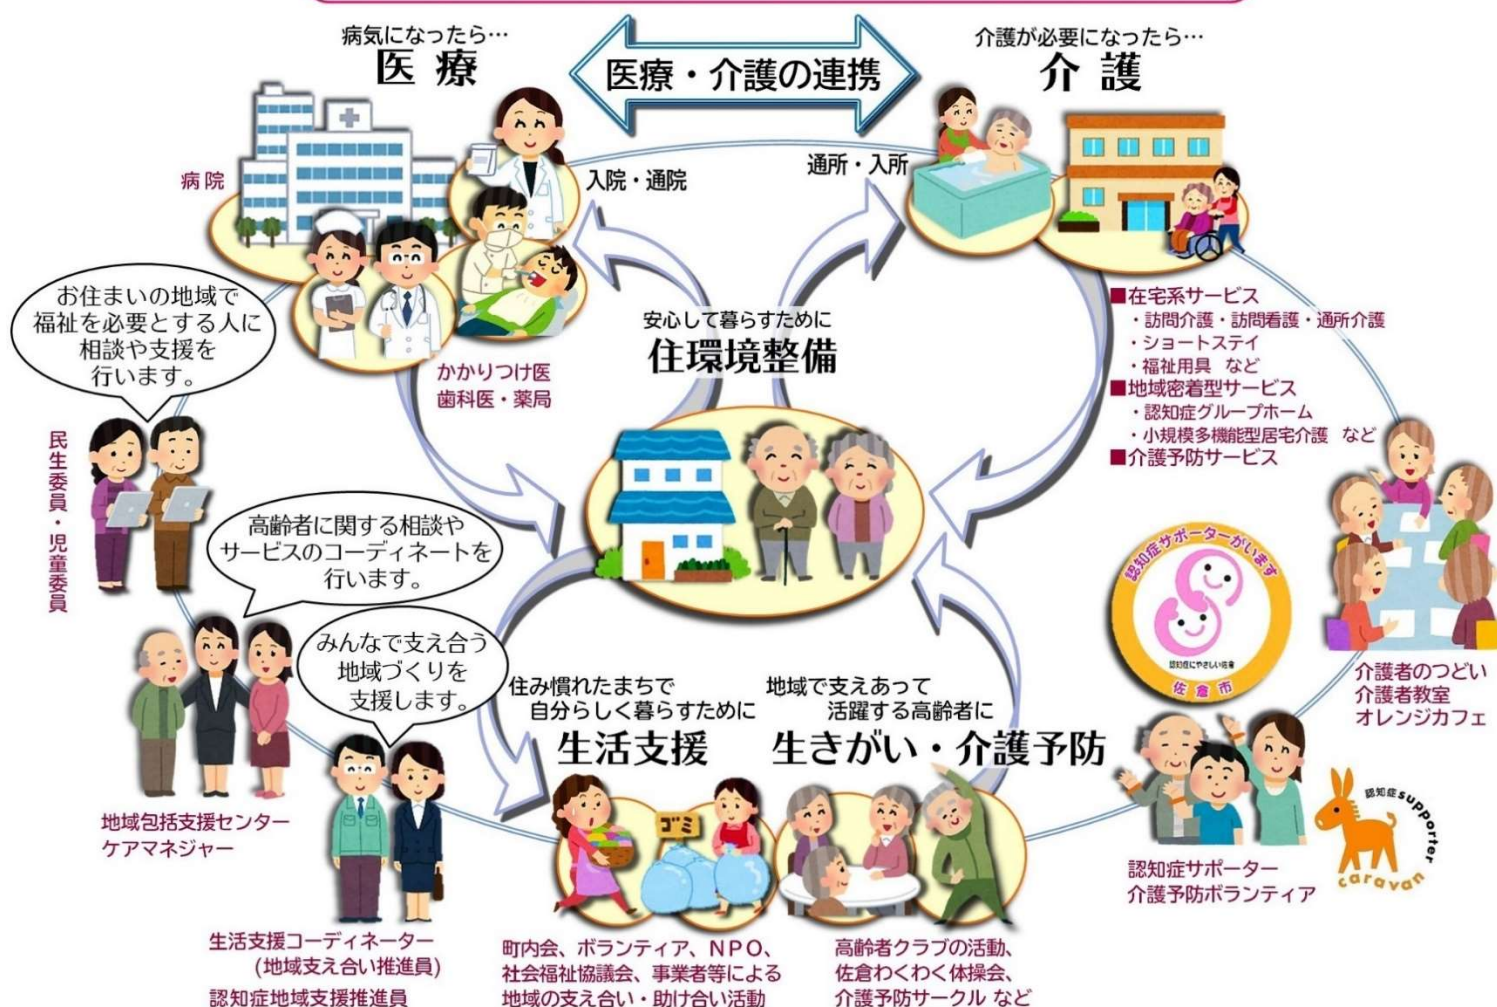 病気になったら…
医療
医療・介護の連携
介護が必要になったら…
介護
病院
入院・通院
通所・入所
かかりつけ医
歯科医・薬局
安心して暮らすために
住環境整備
■在宅系サービス
・訪問介護・訪問看護・通所介護
・ショートステイ
・福祉用具 など
■地域密着型サービス
・認知症グループホーム
・小規模多機能型居宅介護 など
■介護予防サービス
お住まいの地域で
福祉を必要とする人に
相談や支援を
行います。
民生委員・児童委員
高齢者に関する相談や
サービスのコーディネートを
行います。
地域包括支援センター
ケアマネジャー
みんなで支え合う
地域づくりを
支援します。
生活支援コーディネーター
(地域支え合い推進員)
認知症地域支援推進員
住み慣れたまちで
自分らしく暮らすために
生活支援
ゴミ
町内会、ボランティア、NPO、
社会福祉協議会、事業者等による
地域の支え合い・助け合い活動
地域で支えあって
活躍する高齢者に
生きがい・介護予防
高齢者クラブの活動、
佐倉わくわく体操会、
介護予防サークル など
認知症サポーターがいます
認知症にやさしい佐倉
佐倉市
介護者のつどい
介護者教室
オレンジカフェ
認知症サポーター
介護予防ボランティア
認知症supporter
caravan